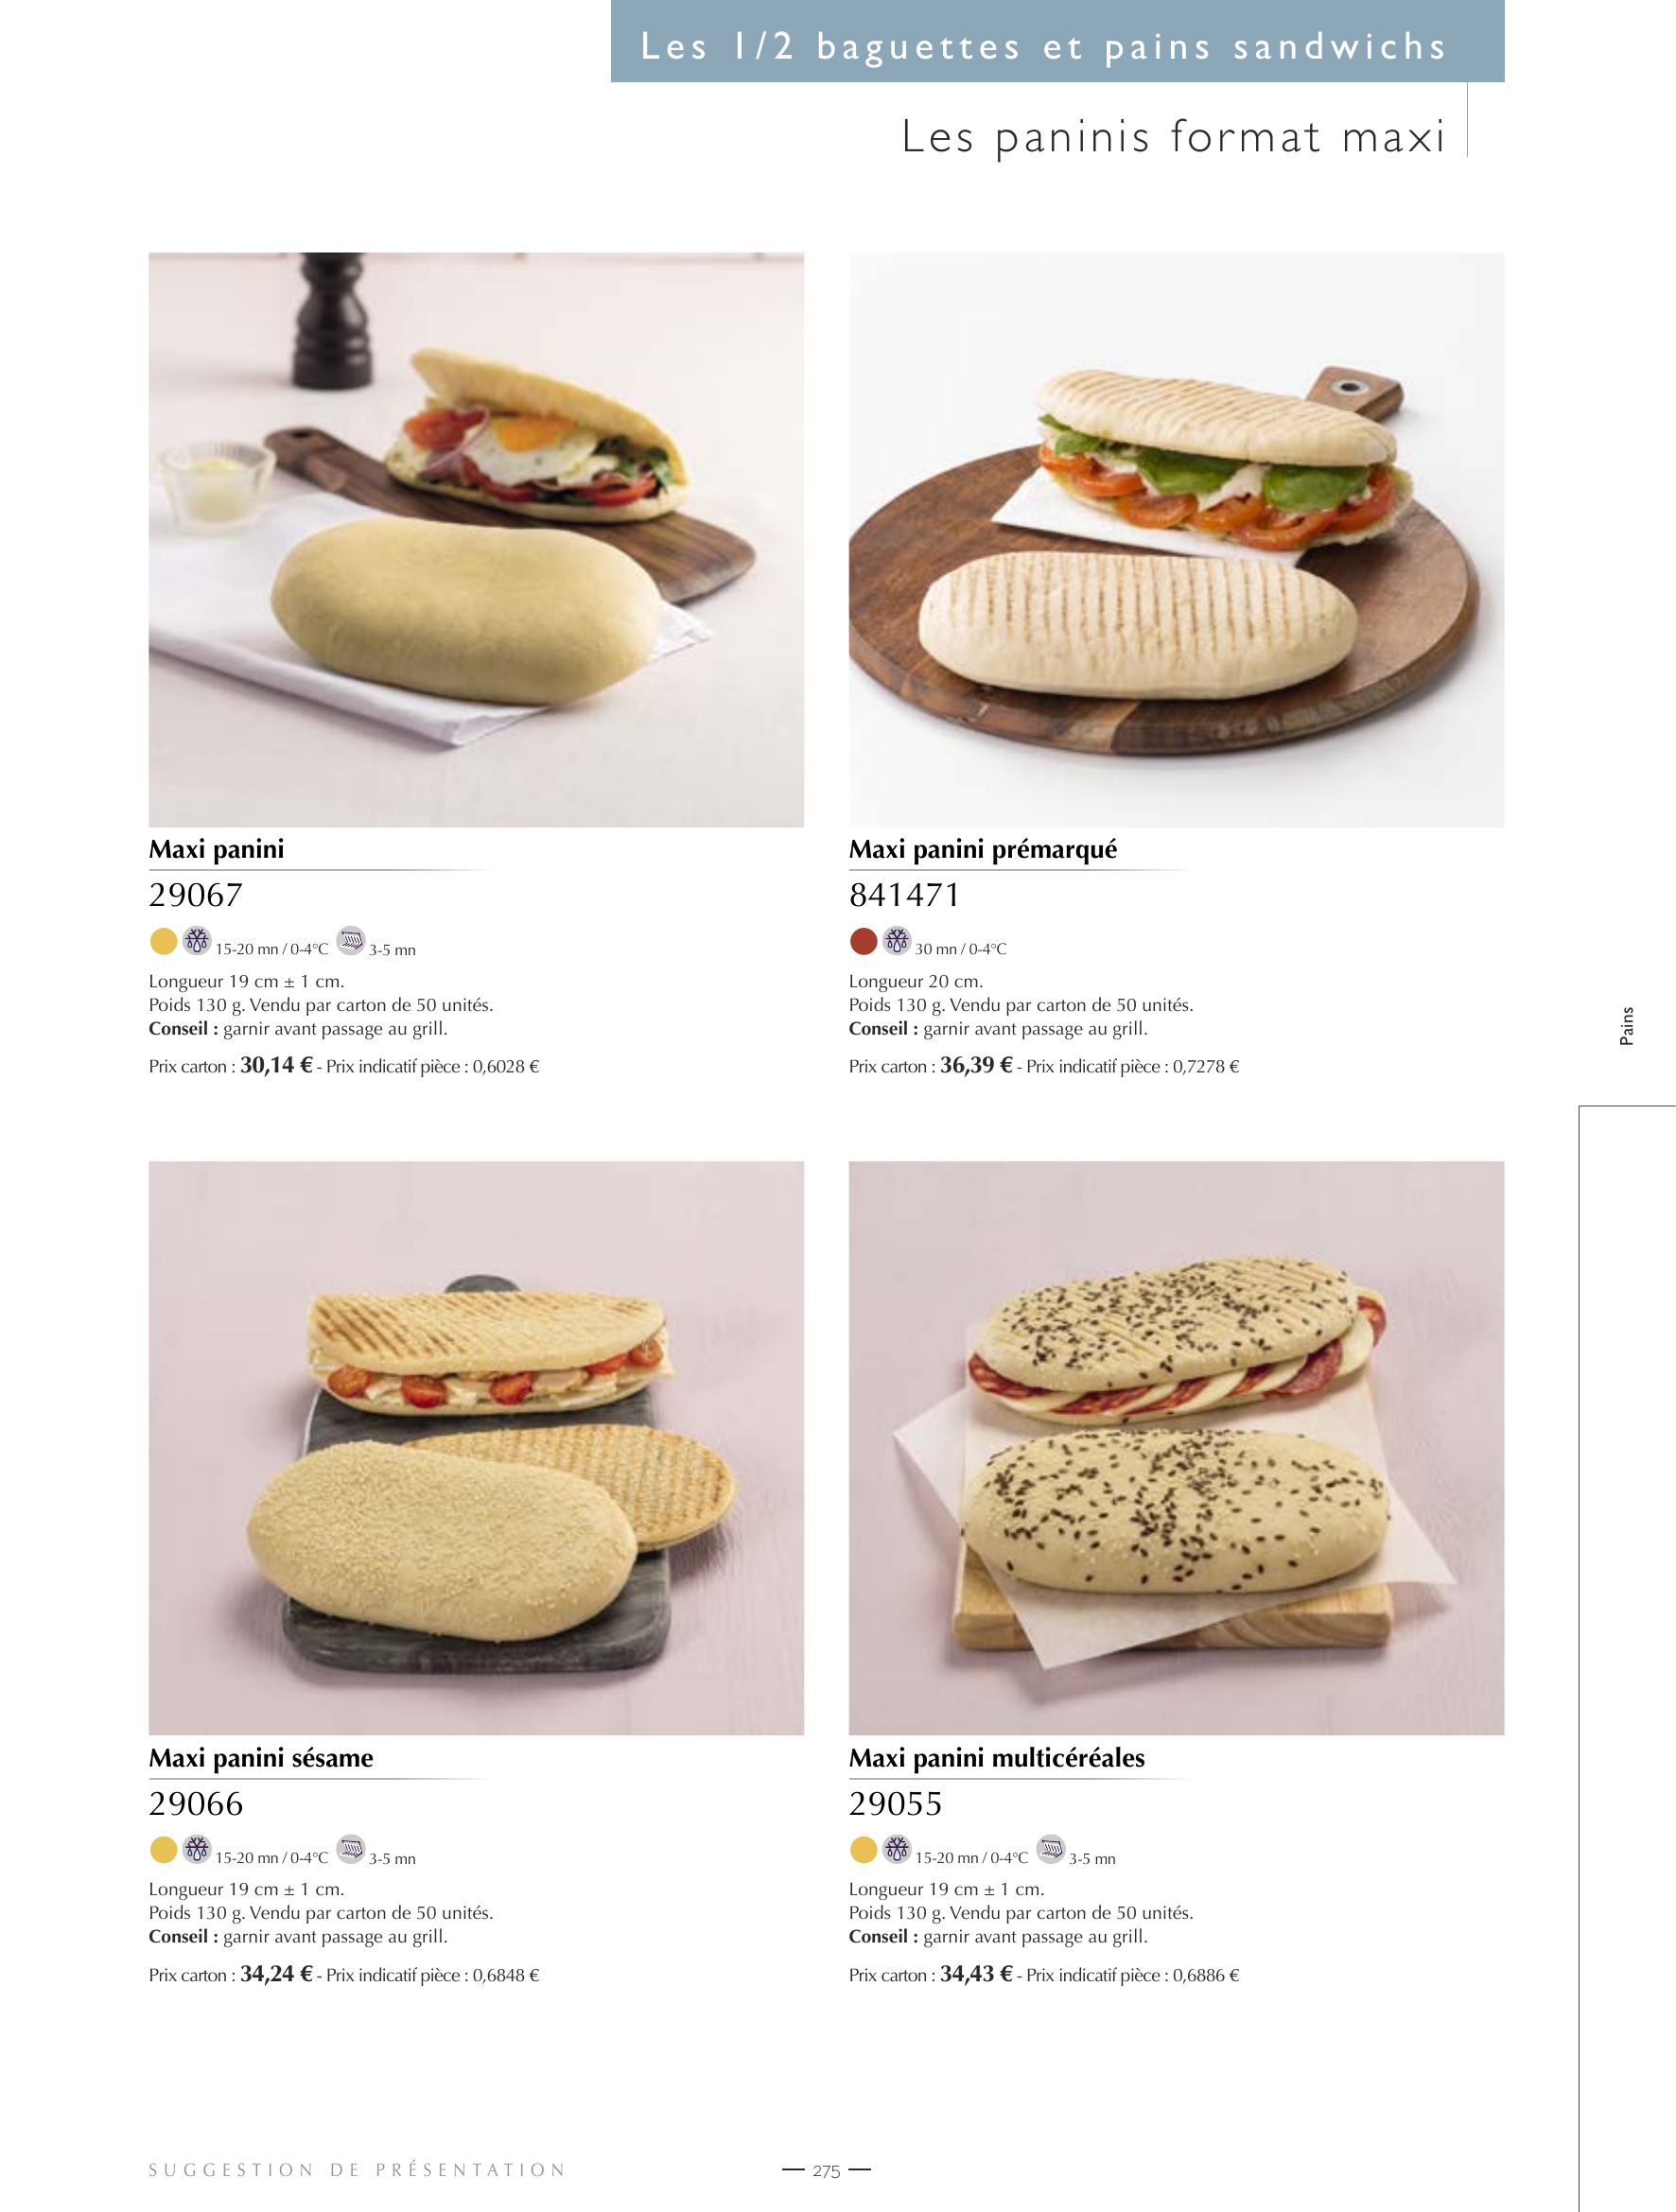 Les 1/2 baguettes et pains sandwichs
Les paninis format maxi
Maxi panini
29067
15-20 mn / 0-4°C 3-5 mn
Longueur 19 cm ± 1 cm.
Poids 130 g. Vendu par carton de 50 unités.
Conseil : garnir avant passage au grill.
Prix carton : 30,14 € - Prix indicatif pièce : 0,6028 €
Maxi panini prémarqué
841471
30 mn / 0-4°C
Longueur 20 cm.
Poids 130 g. Vendu par carton de 50 unités.
Conseil : garnir avant passage au grill.
Prix carton : 36,39 € - Prix indicatif pièce : 0,7278 €
Pains
Maxi panini sésame
29066
15-20 mn / 0-4°C 3-5 mn
Longueur 19 cm ± 1 cm.
Poids 130 g. Vendu par carton de 50 unités.
Conseil : garnir avant passage au grill.
Prix carton : 34,24 € - Prix indicatif pièce : 0,6848 €
Maxi panini multicéréales
29055
15-20 mn / 0-4°C 3-5 mn
Longueur 19 cm ± 1 cm.
Poids 130 g. Vendu par carton de 50 unités.
Conseil : garnir avant passage au grill.
Prix carton : 34,43 € - Prix indicatif pièce : 0,6886 €
SUGGESTION DE PRÉSENTATION
— 275 —